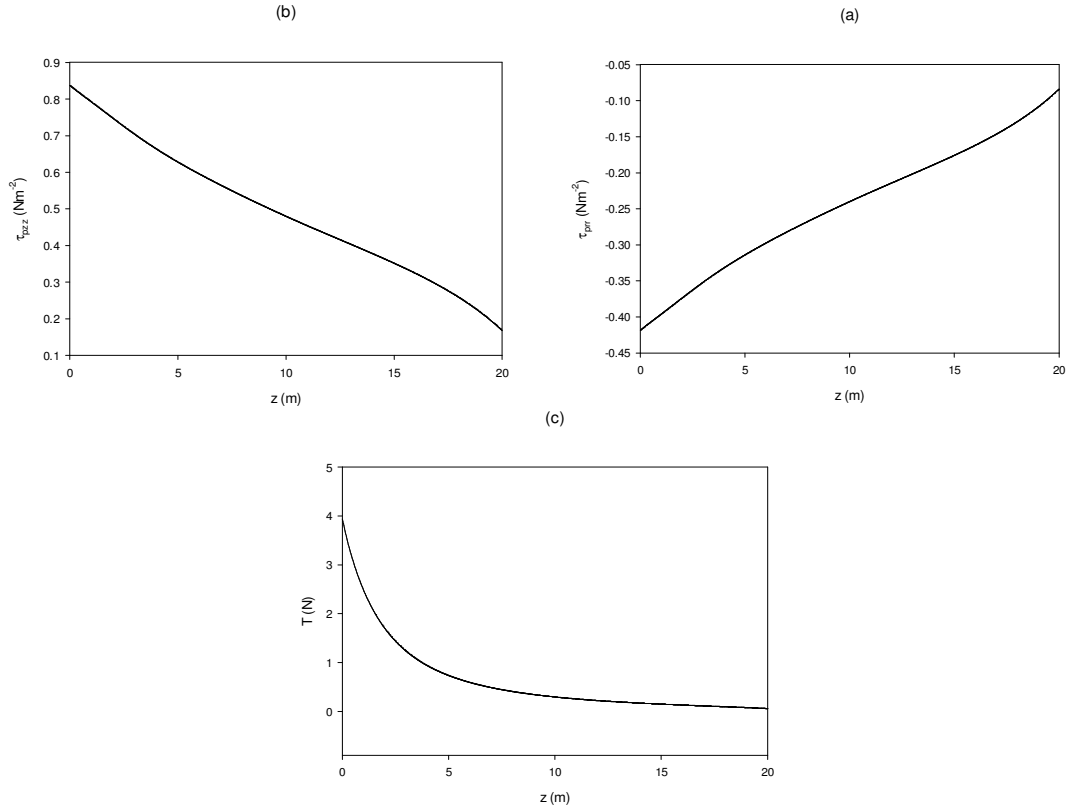 (b)
0.9
0.8
0.7
0.6
0.5
0.4
0.3
0.2
0.1
τpzz (Nm-2)
0 5 10 15 20
z (m)
(a)
-0.05
-0.10
-0.15
-0.20
-0.25
-0.30
-0.35
-0.40
-0.45
τprr (Nm-2)
0 5 10 15 20
z (m)
(c)
5
4
3
2
1
0
T (N)
0 5 10 15 20
z (m)